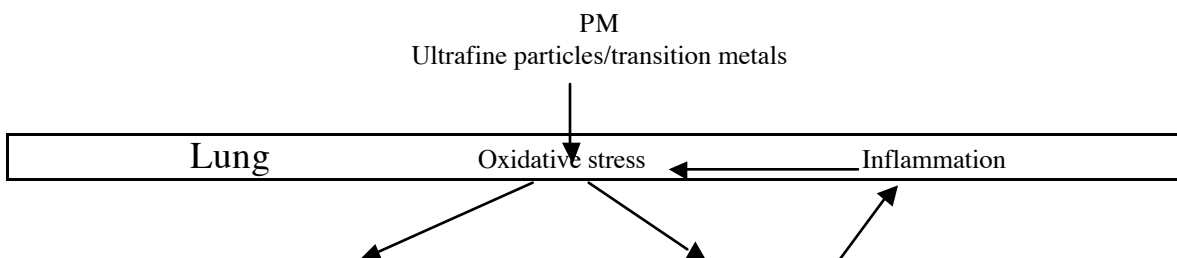 PM
Ultrafine particles/transition metals
Lung Oxidative stress Inflammation